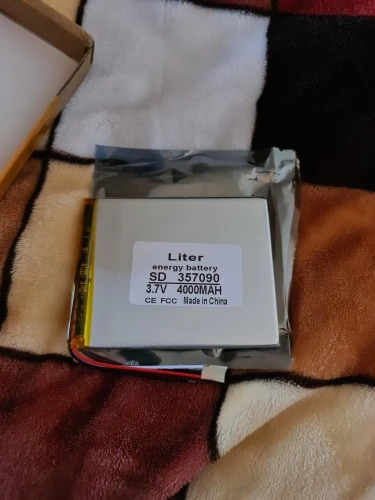 Liter
energy battery
SD 357090
3.7V 4000MAH
CE FCC Made in China